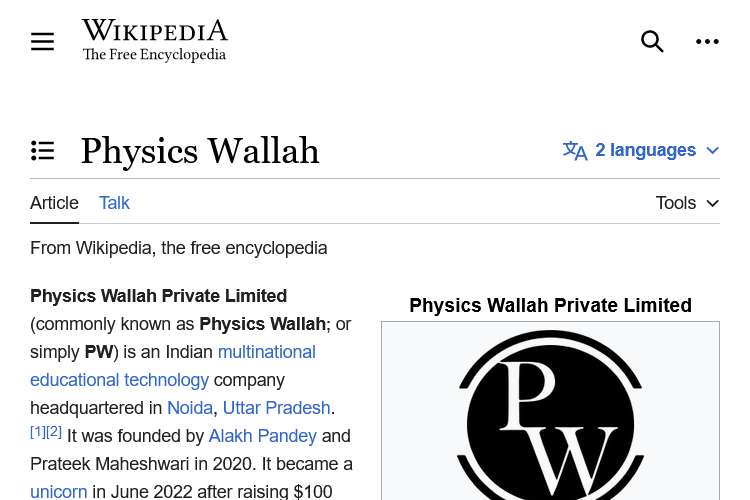 WIKIPEDIA
The Free Encyclopedia
Physics Wallah
2 languages
Article Talk Tools
From Wikipedia, the free encyclopedia
Physics Wallah Private Limited
(commonly known as Physics Wallah; or
simply PW) is an Indian multinational
educational technology company
headquartered in Noida, Uttar Pradesh.
[1][2] It was founded by Alakh Pandey and
Prateek Maheshwari in 2020. It became a
unicorn in June 2022 after raising $100
Physics Wallah Private Limited
PW